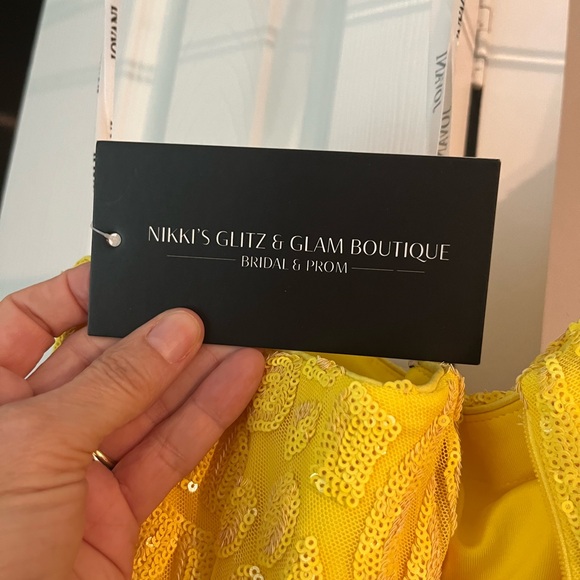 NIKKI'S GLITZ & GLAM BOUTIQUE
BRIDAL & PROM